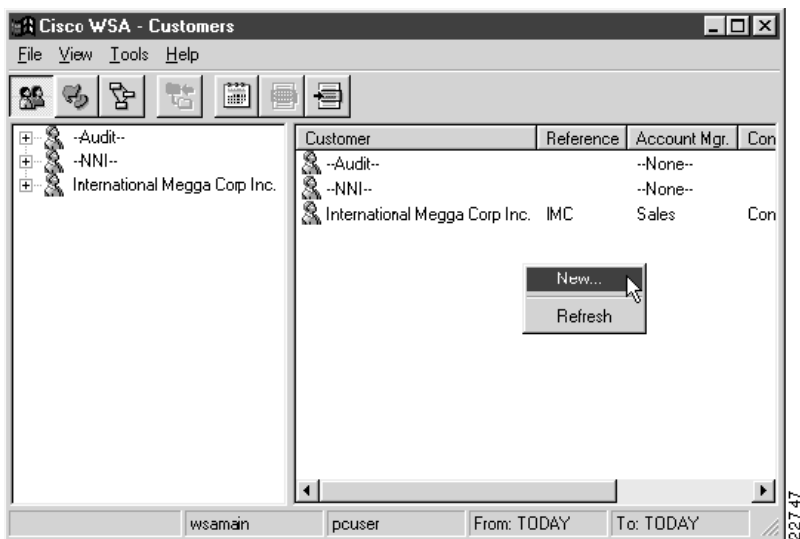 Cisco WSA - Customers
File View Tools Help
--Audit--
--NNI--
International Megga Corp Inc.
Customer Reference Account Mgr. Con
--Audit-- --None--
--NNI-- --None--
International Megga Corp Inc. IMC Sales Con
New...
Refresh
wsamain pcuser From: TODAY To: TODAY
22747